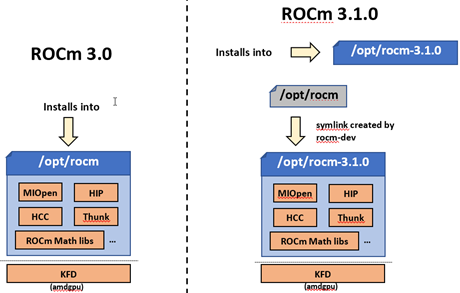 ROCm 3.0
Installs into
/opt/rocm
MIOpen
HIP
HCC
Thunk
ROCm Math libs
...
KFD
(amdgpu)
ROCm 3.1.0
Installs into
/opt/rocm-3.1.0
/opt/rocm
symlink created by
rocm-dev
/opt/rocm-3.1.0
MIOpen
HIP
HCC
Thunk
ROCm Math libs
...
KFD
(amdgpu)